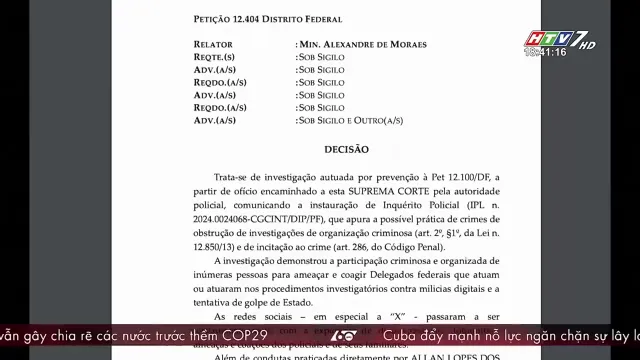 PETIÇÃO 12.404 DISTRITO FEDERAL
HTV7 HD
18:41:16
RELATOR : MIN. ALEXANDRE DE MORAES
REQTE.(S) : SOB SIGILO
ADV.(A/S) : SOB SIGILO
REQDO.(A/S) : SOB SIGILO
ADV.(A/S) : SOB SIGILO
REQDO.(A/S) : SOB SIGILO
ADV.(A/S) : SOB SIGILO E OUTRO(A/S)
DECISÃO
Trata-se de investigação autuada por prevenção à Pet 12.100/DF, a
partir de ofício encaminhado a esta SUPREMA CORTE pela autoridade
policial, comunicando a instauração de Inquérito Policial (IPL n.
2024.0024068-CGCINT/DIP/PF), que apura a possível prática de crimes de
obstrução de investigações de organização criminosa (art. 2º, §1º, da Lei n.
12.850/13) e de incitação ao crime (art. 286, do Código Penal).
A investigação demonstrou a participação criminosa e organizada de
inúmeras pessoas para ameaçar e coagir Delegados federais que atuam
ou atuaram nos procedimentos investigatórios contra milícias digitais e a
tentativa de golpe de Estado.
As redes sociais – em especial a "X" - passaram a ser
vẫn gây chia rẽ các nước trước thềm COP29
60
Cuba đẩy mạnh nỗ lực ngăn chặn sự lây l
Além de condutas praticadas diretamente por ALLAN LOPES DOS